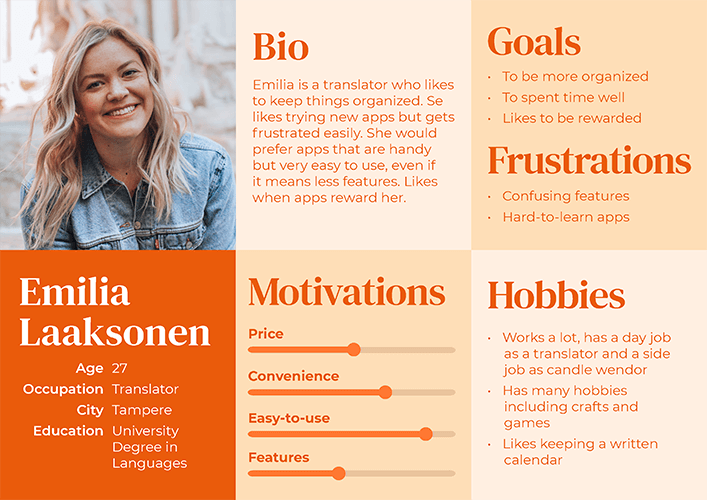 Bio
Emilia is a translator who likes
to keep things organized. Se
likes trying new apps but gets
frustrated easily. She would
prefer apps that are handy
but very easy to use, even if
it means less features. Likes
when apps reward her.
Goals
• To be more organized
• To spent time well
• Likes to be rewarded
Frustrations
• Confusing features
• Hard-to-learn apps
Emilia
Laaksonen
Age 27
Occupation Translator
City Tampere
Education University
Degree in
Languages
Motivations
Price
Convenience
Easy-to-use
Features
Hobbies
• Works a lot, has a day job
as a translator and a side
job as candle wendor
• Has many hobbies
including crafts and
games
• Likes keeping a written
calendar